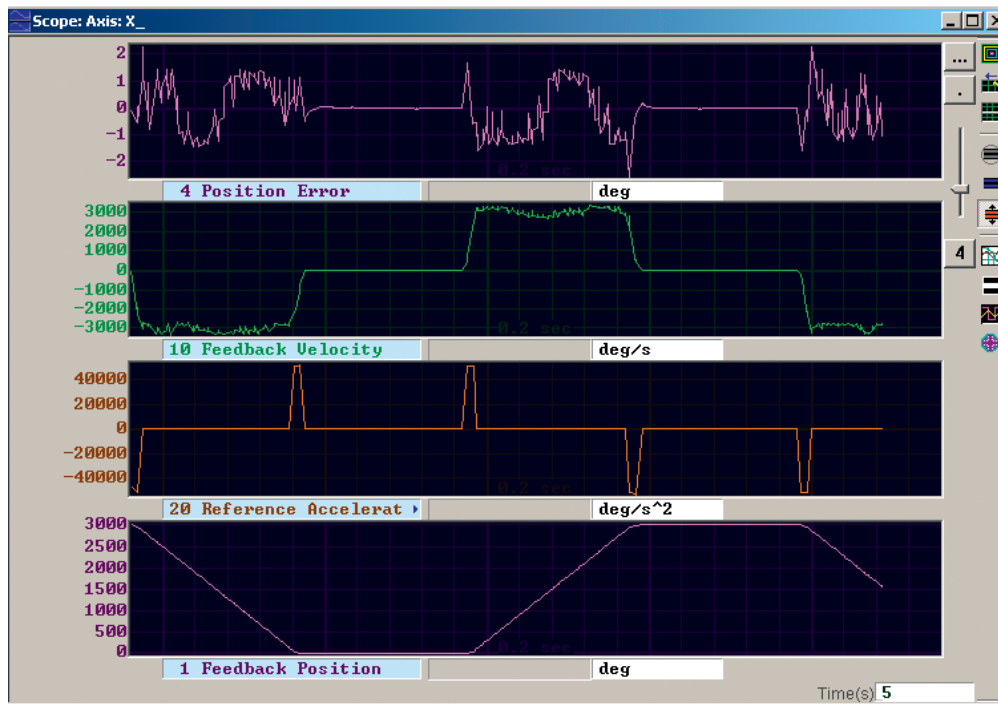 Scope: Axis: X_
2
1
0
-1
-2
0.2 sec
...
.
4 Position Error
deg
3000
2000
1000
0
-1000
-2000
-3000
0.2 sec
4
10 Feedback Velocity
deg/s
40000
20000
0
-20000
-40000
0.2 sec
20 Reference Accelerat
deg/s^2
3000
2500
2000
1500
1000
500
0
0.2 sec
1 Feedback Position
deg
Time(s) 5